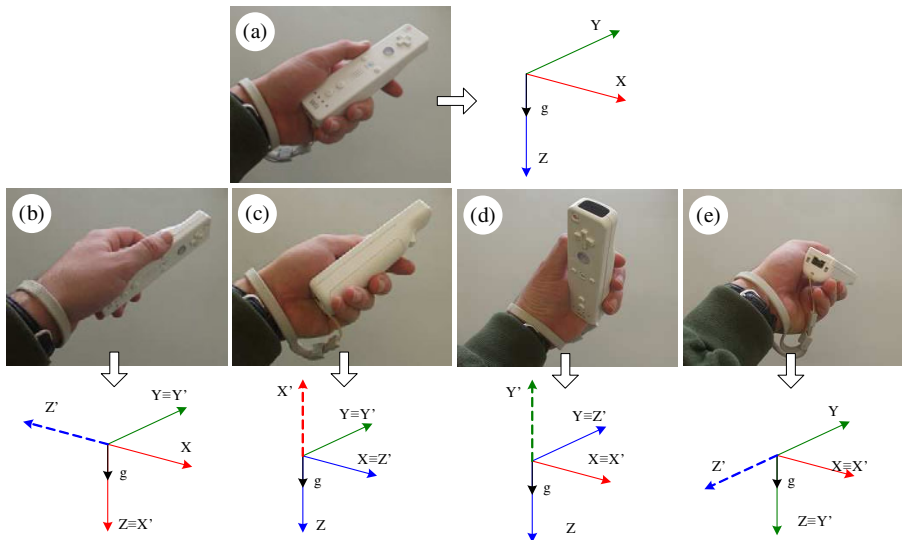 (a)
Y
X
g
Z
(b)
(c)
(d)
(e)
Z'
Y≡Y'
X
g
Z≡X'
X'
Y≡Y'
X≡Z'
g
Z
Y'
Y≡Z'
X≡X'
g
Z
Y
Z'
X≡X'
g
Z≡Y'